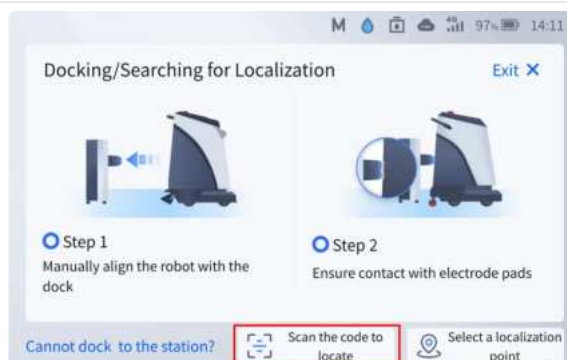 M 4G 97% 14:11
Docking/Searching for Localization
Exit ✕
Step 1
Manually align the robot with the
dock
Step 2
Ensure contact with electrode pads
Cannot dock to the station?
Scan the code to
locate
Select a localization
point